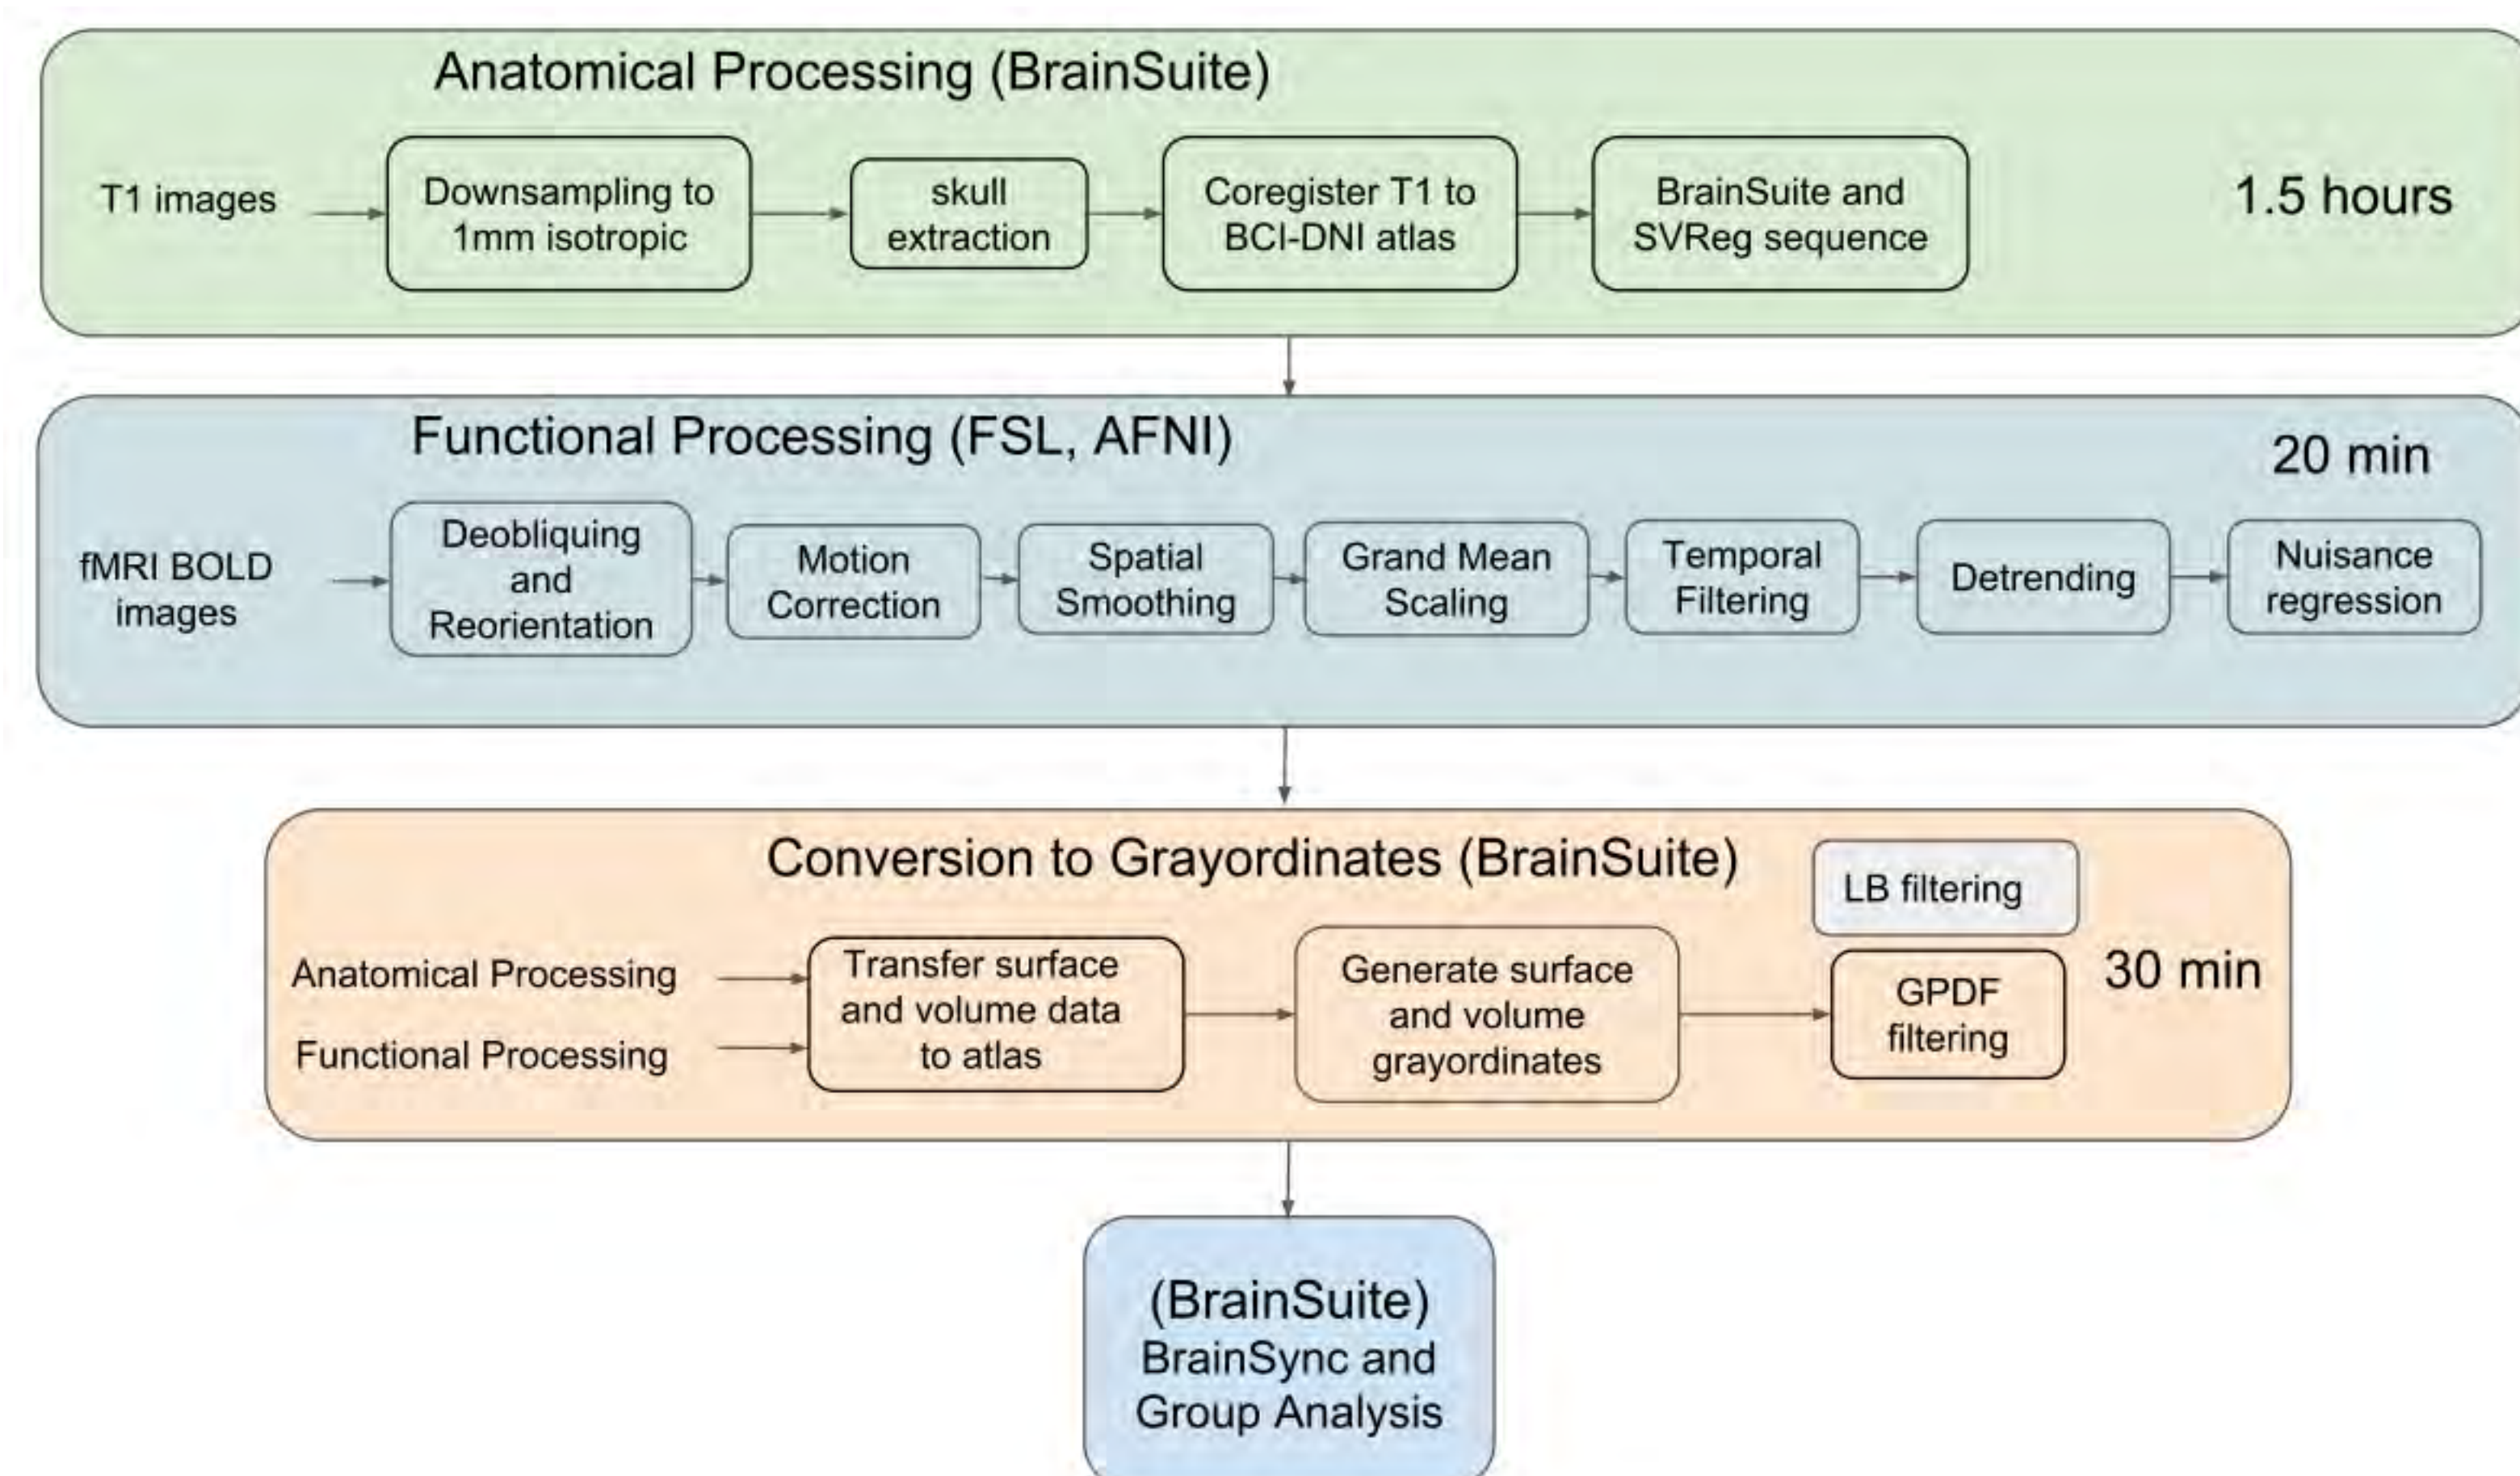 Anatomical Processing (BrainSuite)
T1 images
Downsampling to
1mm isotropic
skull
extraction
Coregister T1 to
BCI-DNI atlas
BrainSuite and
SVReg sequence
1.5 hours
Functional Processing (FSL, AFNI)
20 min
fMRI BOLD
images
Deobliquing
and
Reorientation
Motion
Correction
Spatial
Smoothing
Grand Mean
Scaling
Temporal
Filtering
Detrending
Nuisance
regression
Conversion to Grayordinates (BrainSuite)
LB filtering
Anatomical Processing
Functional Processing
Transfer surface
and volume data
to atlas
Generate surface
and volume
grayordinates
GPDF
filtering
30 min
(BrainSuite)
BrainSync and
Group Analysis